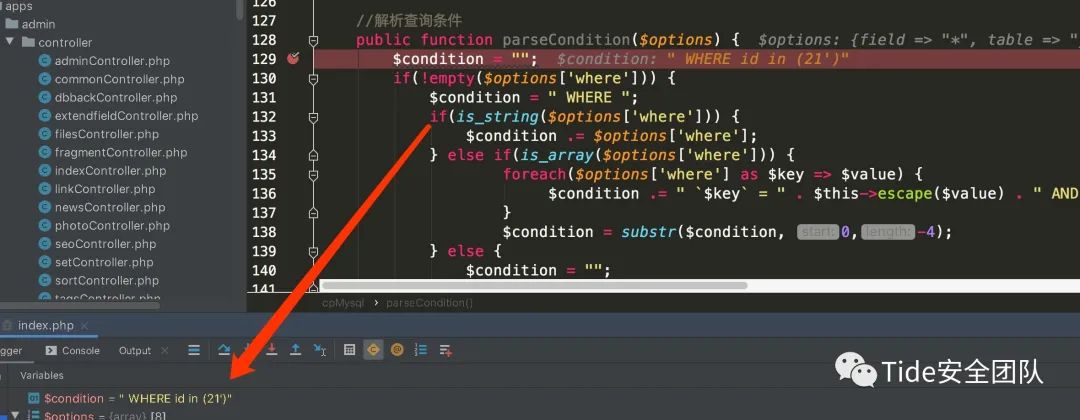 apps
admin
controller
adminController.php
commonController.php
dbbackController.php
extendfieldController.php
filesController.php
fragmentController.php
indexController.php
linkController.php
newsController.php
photoController.php
seoController.php
setController.php
sortController.php
tagsController.php
126
127 //解析查询条件
128 public function parseCondition($options) { $options: {field => "*", table => "
129 $condition = ""; $condition: " WHERE id in (21')"
130 if(!empty($options['where'])) {
131 $condition = " WHERE ";
132 if(is_string($options['where'])) {
133 $condition .= $options['where'];
134 } else if(is_array($options['where'])) {
135 foreach($options['where'] as $key => $value) {
136 $condition .= " `$key` = " . $this->escape($value) . " AND
137 }
138 $condition = substr($condition, start: 0, length: -4);
139 } else {
140 $condition = "";
141
cpMysql > parseCondition()
index.php ×
gger Console Output
Variables
$condition = " WHERE id in (21')"
$options = {array} [8]
Tide安全团队